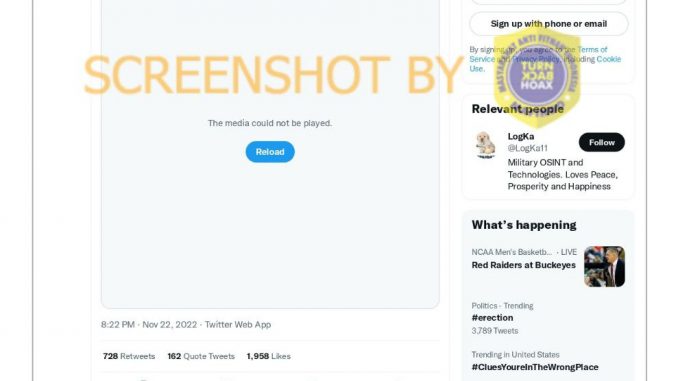 Sign up with phone or email
By signing up, you agree to the Terms of
Service and Privacy Policy, including Cookie
Use.
SCREENSHOT BY
TURN
BACK
HOAX
The media could not be played.
Reload
Relevant people
LogKa
@LogKa11
Follow
Military OSINT and
Technologies. Loves Peace,
Prosperity and Happiness
What's happening
NCAA Men's Basketb... · LIVE
Red Raiders at Buckeyes
Politics · Trending
#erection
3,789 Tweets
Trending in United States
#CluesYoureInTheWrongPlace
8:22 PM · Nov 22, 2022 · Twitter Web App
728 Retweets 162 Quote Tweets 1,958 Likes